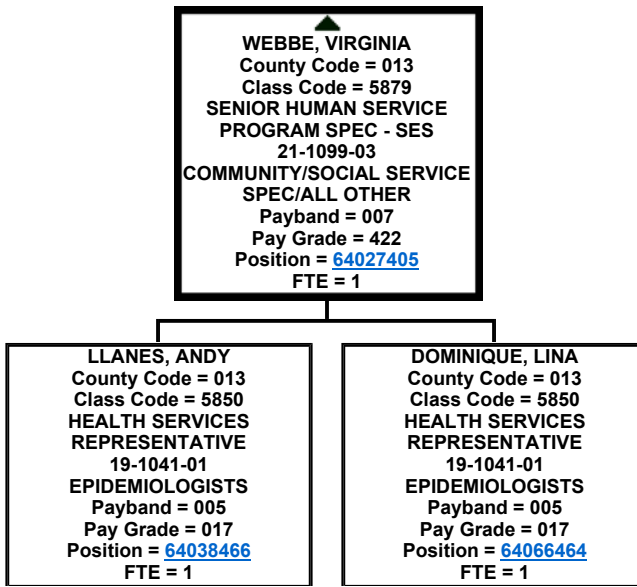 WEBBE, VIRGINIA
County Code = 013
Class Code = 5879
SENIOR HUMAN SERVICE
PROGRAM SPEC - SES
21-1099-03
COMMUNITY/SOCIAL SERVICE
SPEC/ALL OTHER
Payband = 007
Pay Grade = 422
Position = 64027405
FTE = 1
LLANES, ANDY
County Code = 013
Class Code = 5850
HEALTH SERVICES
REPRESENTATIVE
19-1041-01
EPIDEMIOLOGISTS
Payband = 005
Pay Grade = 017
Position = 64038466
FTE = 1
DOMINIQUE, LINA
County Code = 013
Class Code = 5850
HEALTH SERVICES
REPRESENTATIVE
19-1041-01
EPIDEMIOLOGISTS
Payband = 005
Pay Grade = 017
Position = 64066464
FTE = 1